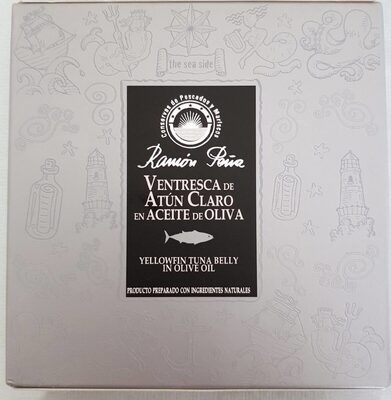 the sea side
Conservas de Pescados y Mariscos
Ramón Peña
VENTRESCA DE
ATÚN CLARO
EN ACEITE DE OLIVA
YELLOWFIN TUNA BELLY
IN OLIVE OIL
PRODUCTO PREPARADO CON INGREDIENTES NATURALES